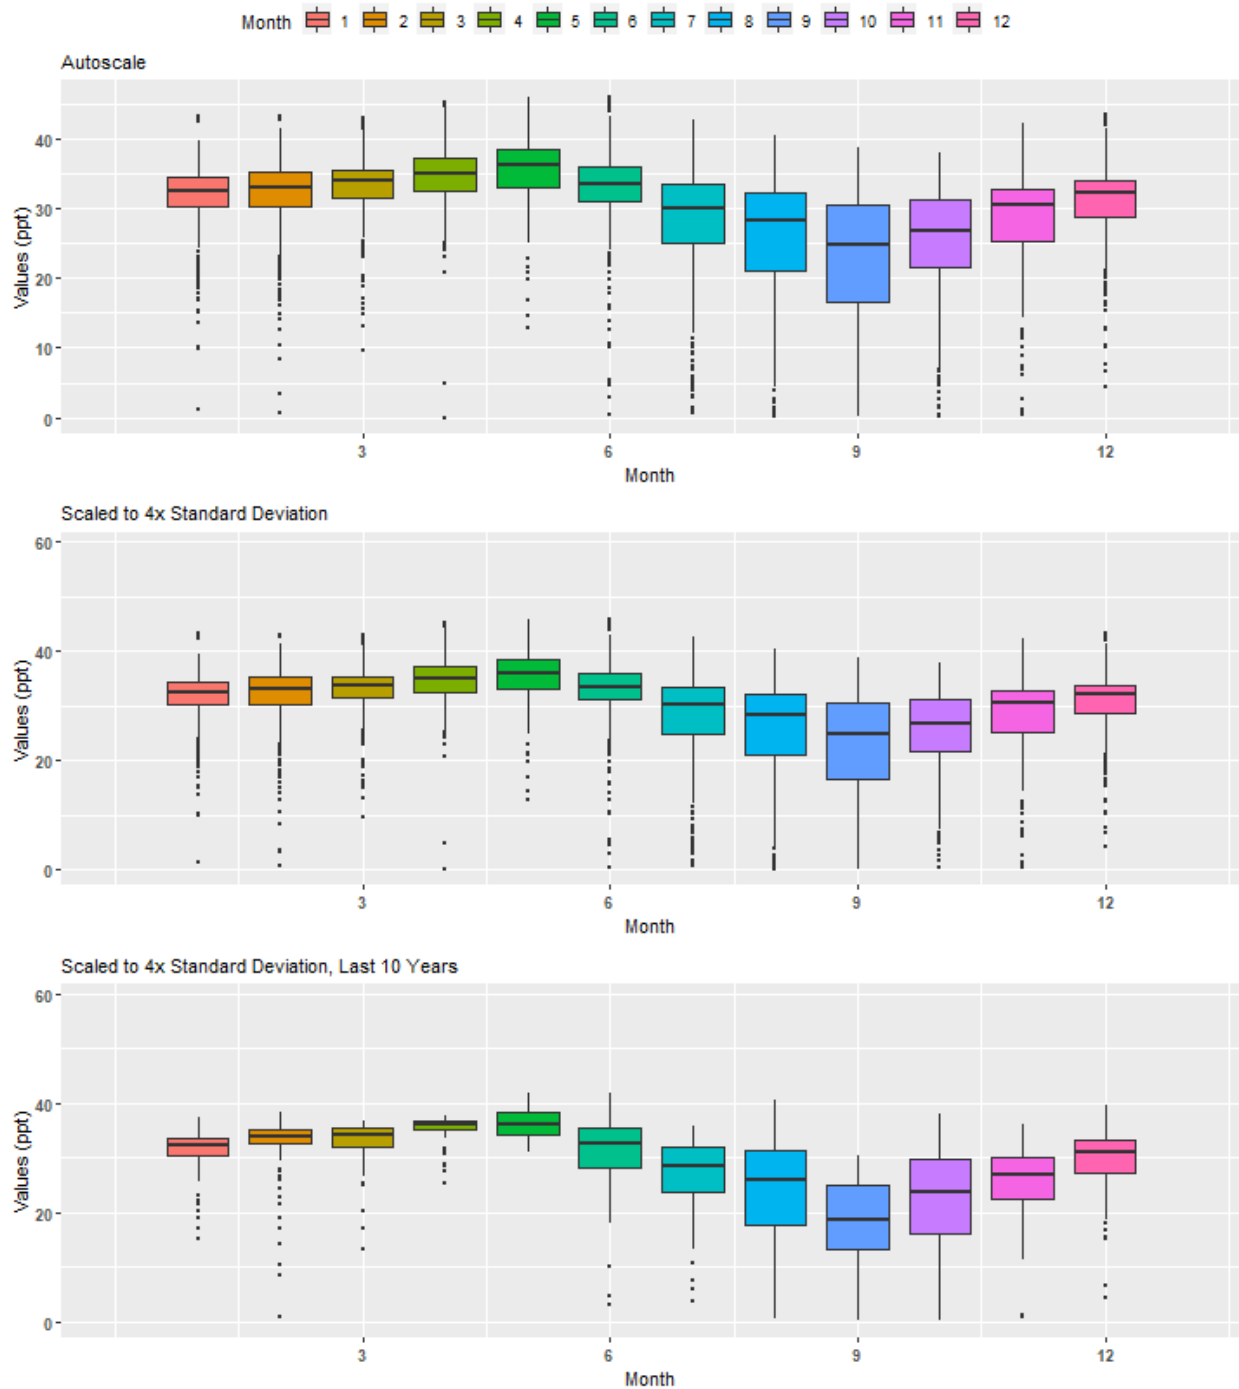 Month 1 2 3 4 5 6 7 8 9 10 11 12
Autoscale
Values (ppt)
40
30
20
10
0
3 6 9 12
Month
Scaled to 4x Standard Deviation
Values (ppt)
60
40
20
0
3 6 9 12
Month
Scaled to 4x Standard Deviation, Last 10 Years
Values (ppt)
60
40
20
0
3 6 9 12
Month